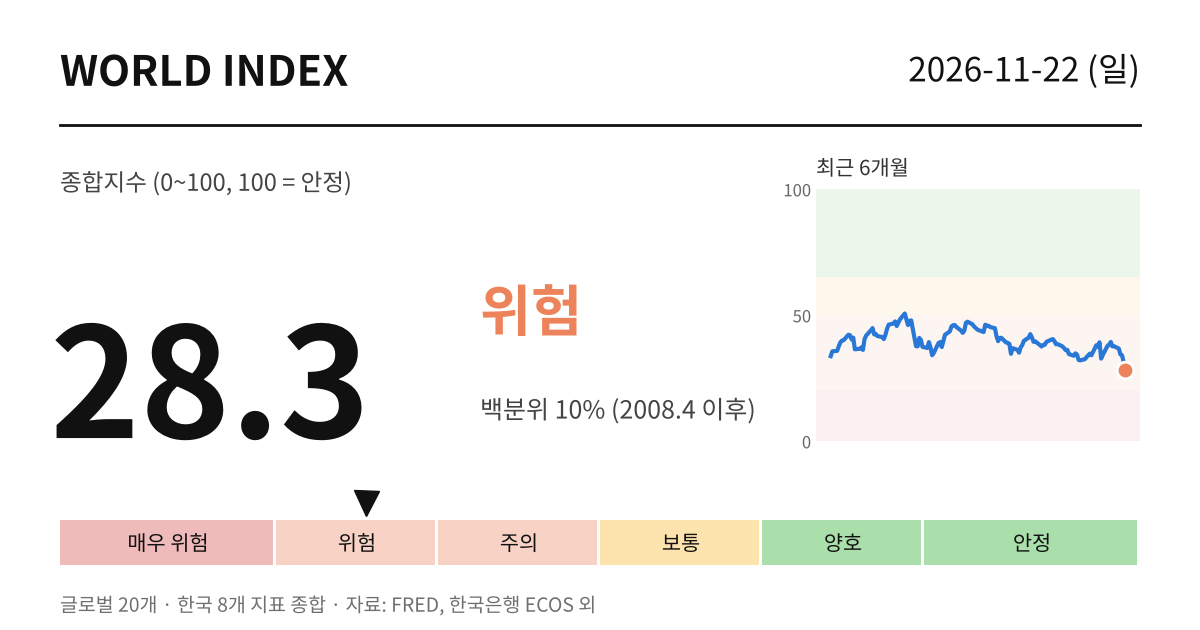 WORLD INDEX
2026-11-22 (일)
종합지수 (0~100, 100 = 안정)
28.3
위험
백분위 10% (2008.4 이후)
최근 6개월
100
50
0
매우 위험
위험
주의
보통
양호
안정
글로벌 20개 · 한국 8개 지표 종합 · 자료: FRED, 한국은행 ECOS 외